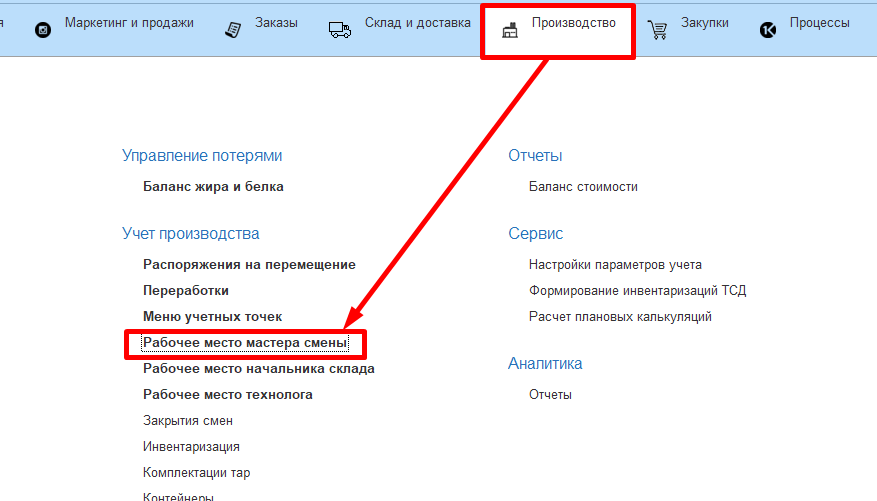 я
Маркетинг и продажи
Заказы
Склад и доставка
Производство
Закупки
1К
Процессы
Управление потерями
Баланс жира и белка
Учет производства
Распоряжения на перемещение
Переработки
Меню учетных точек
Рабочее место мастера смены
Рабочее место начальника склада
Рабочее место технолога
Закрытия смен
Инвентаризация
Комплектации тар
Контейнеры
Отчеты
Баланс стоимости
Сервис
Настройки параметров учета
Формирование инвентаризаций ТСД
Расчет плановых калькуляций
Аналитика
Отчеты